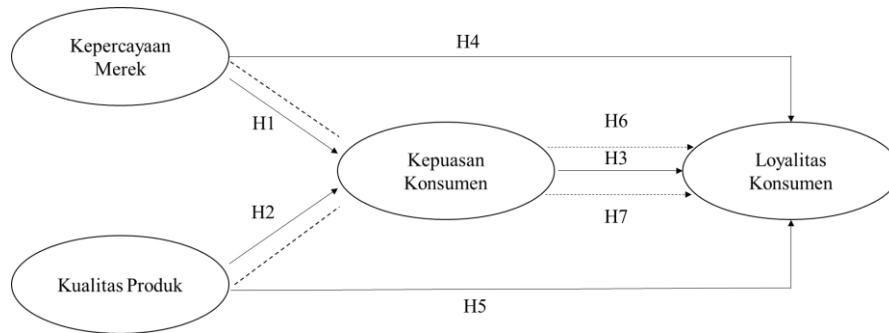 Kepercayaan
Merek
H4
H1
H6
Kepuasan
Konsumen
H3
Loyalitas
Konsumen
H2
H7
Kualitas Produk
H5